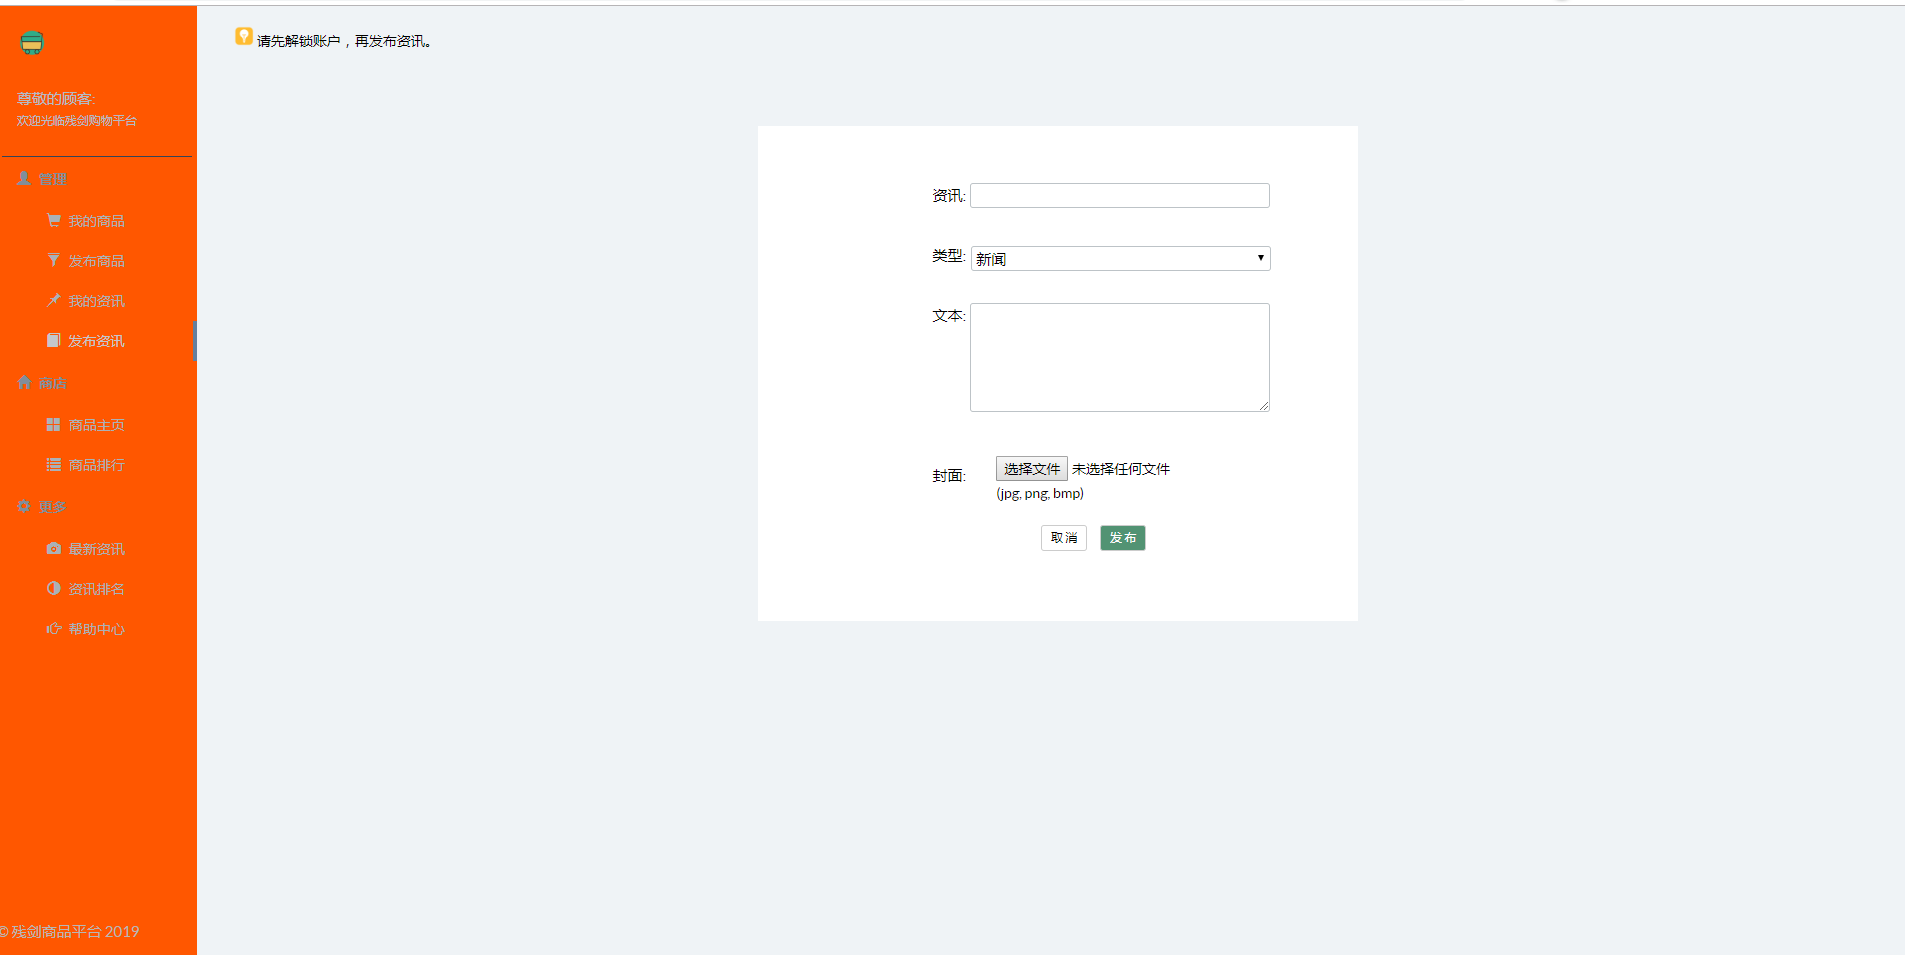 尊敬的顾客:
欢迎光临残剑购物平台
管理
我的商品
发布商品
我的资讯
发布资讯
商店
商品主页
商品排行
更多
最新资讯
资讯排名
帮助中心
© 残剑商品平台 2019
请先解锁账户，再发布资讯。
资讯:
类型: 新闻
文本:
封面: 选择文件 未选择任何文件
(jpg, png, bmp)
取消 发布